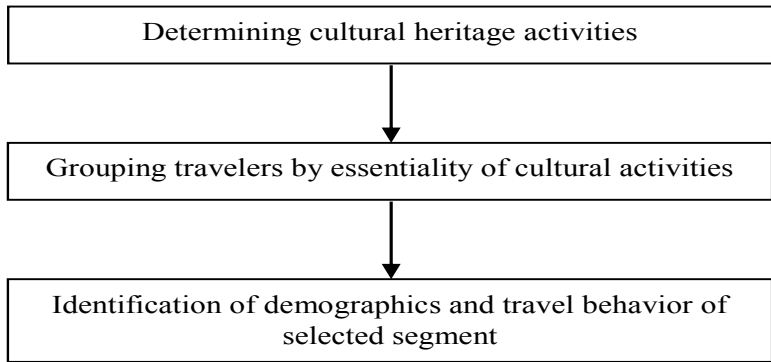 Determining cultural heritage activities
Grouping travelers by essentiality of cultural activities
Identification of demographics and travel behavior of
selected segment